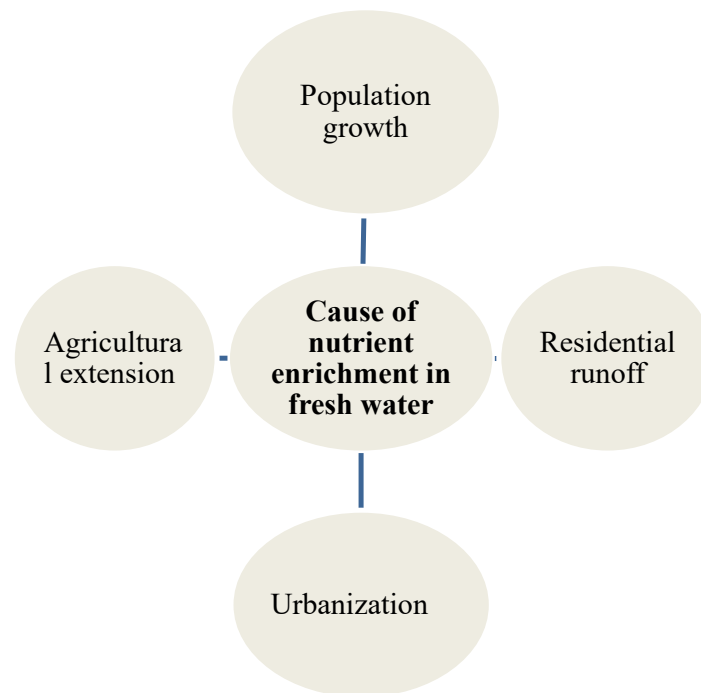 Population
growth
Agricultura
l extension
Cause of
nutrient
enrichment in
fresh water
Residential
runoff
Urbanization